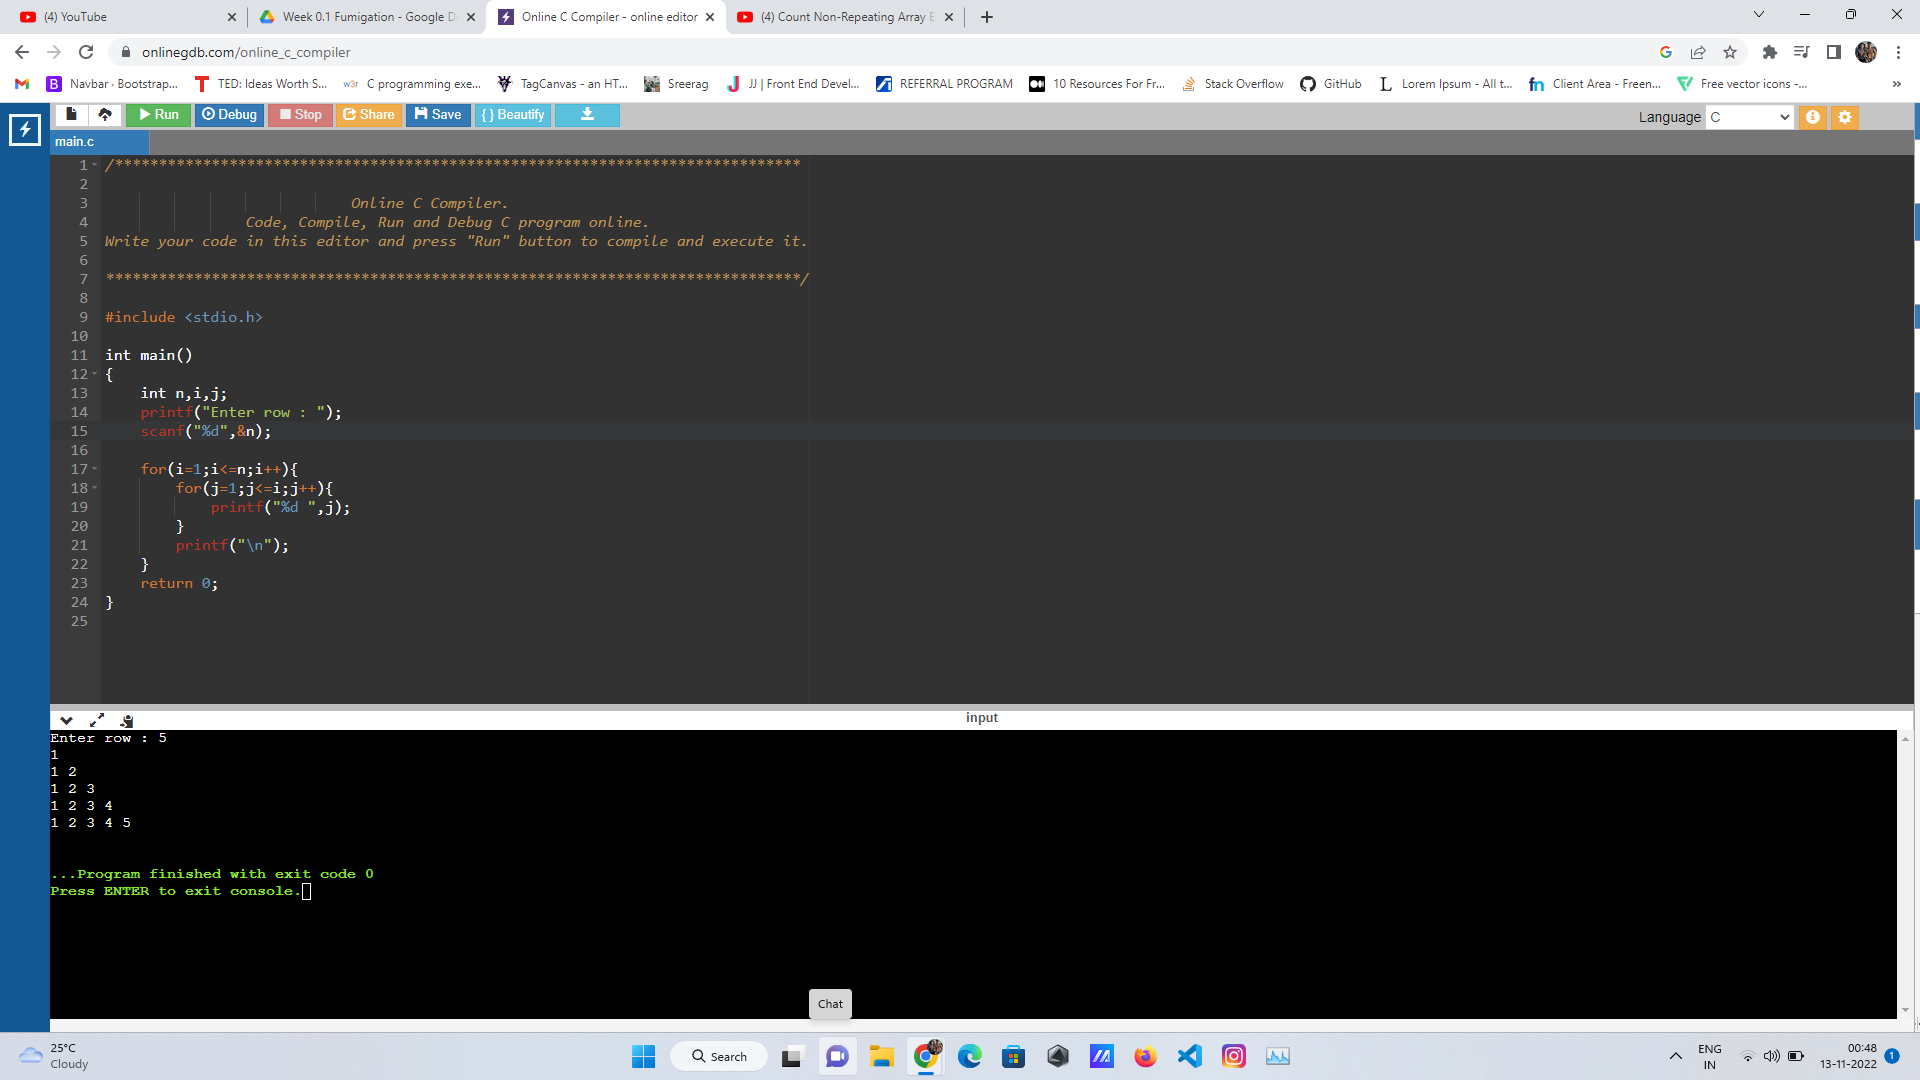 (4) YouTube
Week 0.1 Fumigation - Google D
Online C Compiler - online editor
(4) Count Non-Repeating Array E
onlinegdb.com/online_c_compiler
Navbar · Bootstrap...
TED: Ideas Worth S...
w3r C programming exe...
TagCanvas - an HT...
Sreerag
JJ | Front End Devel...
REFERRAL PROGRAM
10 Resources For Fr...
Stack Overflow
GitHub
Lorem Ipsum - All t...
Client Area - Freen...
Free vector icons -...
»
Run
Debug
Stop
Share
Save
{ } Beautify
Language C
main.c
1 /******************************************************************************
2
3 Online C Compiler.
4 Code, Compile, Run and Debug C program online.
5 Write your code in this editor and press "Run" button to compile and execute it.
6
7 *******************************************************************************/
8
9 #include <stdio.h>
10
11 int main()
12 {
13 int n,i,j;
14 printf("Enter row : ");
15 scanf("%d",&n);
16
17 for(i=1;i<=n;i++){
18 for(j=1;j<=i;j++){
19 printf("%d ",j);
20 }
21 printf("\n");
22 }
23 return 0;
24 }
25
input
Enter row : 5
1
1 2
1 2 3
1 2 3 4
1 2 3 4 5
...Program finished with exit code 0
Press ENTER to exit console.
Chat
25°C
Cloudy
Search
ENG
IN
00:48
13-11-2022
1